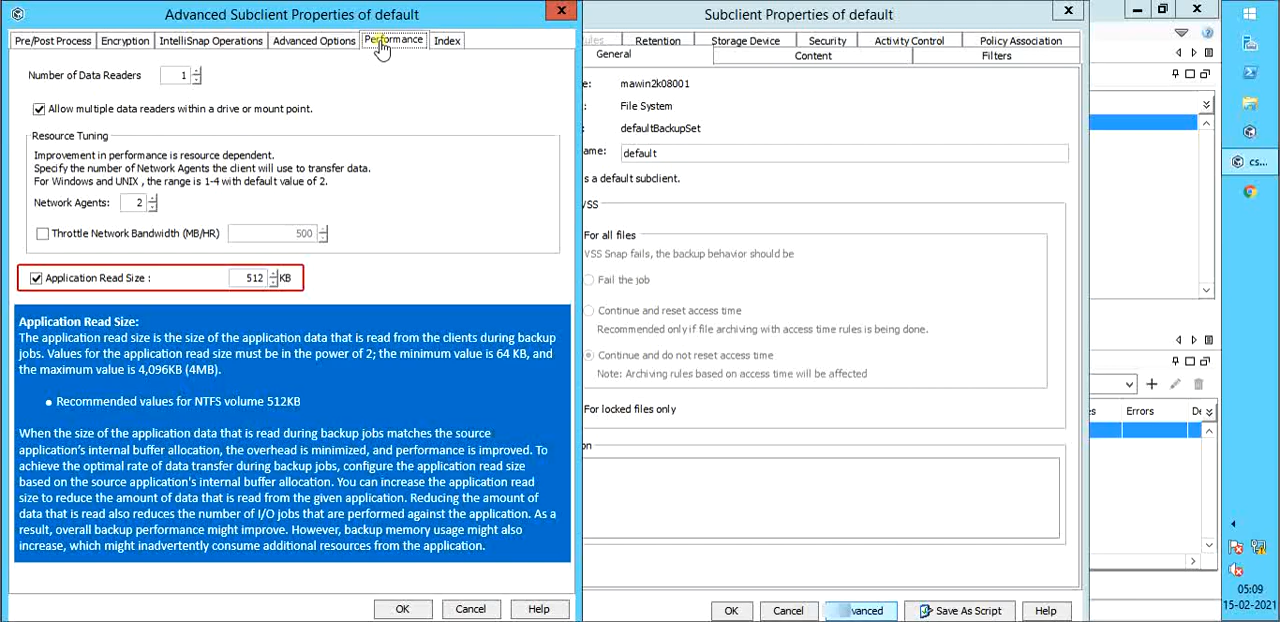 Advanced Subclient Properties of default
Pre/Post Process Encryption IntelliSnap Operations Advanced Options Performance Index
Number of Data Readers 1
Allow multiple data readers within a drive or mount point.
Resource Tuning
Improvement in performance is resource dependent.
Specify the number of Network Agents the client will use to transfer data.
For Windows and UNIX , the range is 1-4 with default value of 2.
Network Agents: 2
Throttle Network Bandwidth (MB/HR) 500
Application Read Size : 512 KB
Application Read Size:
The application read size is the size of the application data that is read from the clients during backup
jobs. Values for the application read size must be in the power of 2; the minimum value is 64 KB, and
the maximum value is 4,096KB (4MB).
● Recommended values for NTFS volume 512KB
When the size of the application data that is read during backup jobs matches the source
application's internal buffer allocation, the overhead is minimized, and performance is improved. To
achieve the optimal rate of data transfer during backup jobs, configure the application read size
based on the source application's internal buffer allocation. You can increase the application read
size to reduce the amount of data that is read from the given application. Reducing the amount of
data that is read also reduces the number of I/O jobs that are performed against the application. As a
result, overall backup performance might improve. However, backup memory usage might also
increase, which might inadvertently consume additional resources from the application.
OK Cancel Help
Subclient Properties of default
Retention Storage Device Security Activity Control Policy Association
General Content Filters
mawin2k08001
File System
defaultBackupSet
ame: default
s a default subclient.
VSS
For all files
VSS Snap fails, the backup behavior should be
Fail the job
Continue and reset access time
Recommended only if file archiving with access time rules is being done.
Continue and do not reset access time
Note: Archiving rules based on access time will be affected
For locked files only
on
OK Cancel vanced Save As Script Help
Errors De
cs...
05:09
15-02-2021